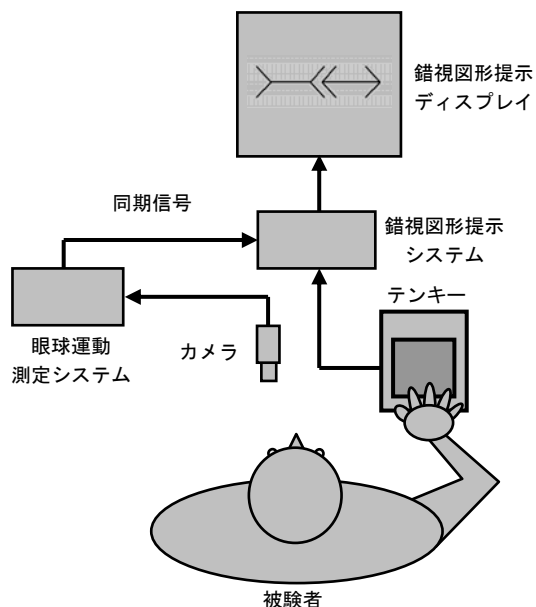 錯視図形提示
ディスプレイ
同期信号
錯視図形提示
システム
テンキー
眼球運動
測定システム
カメラ
被験者